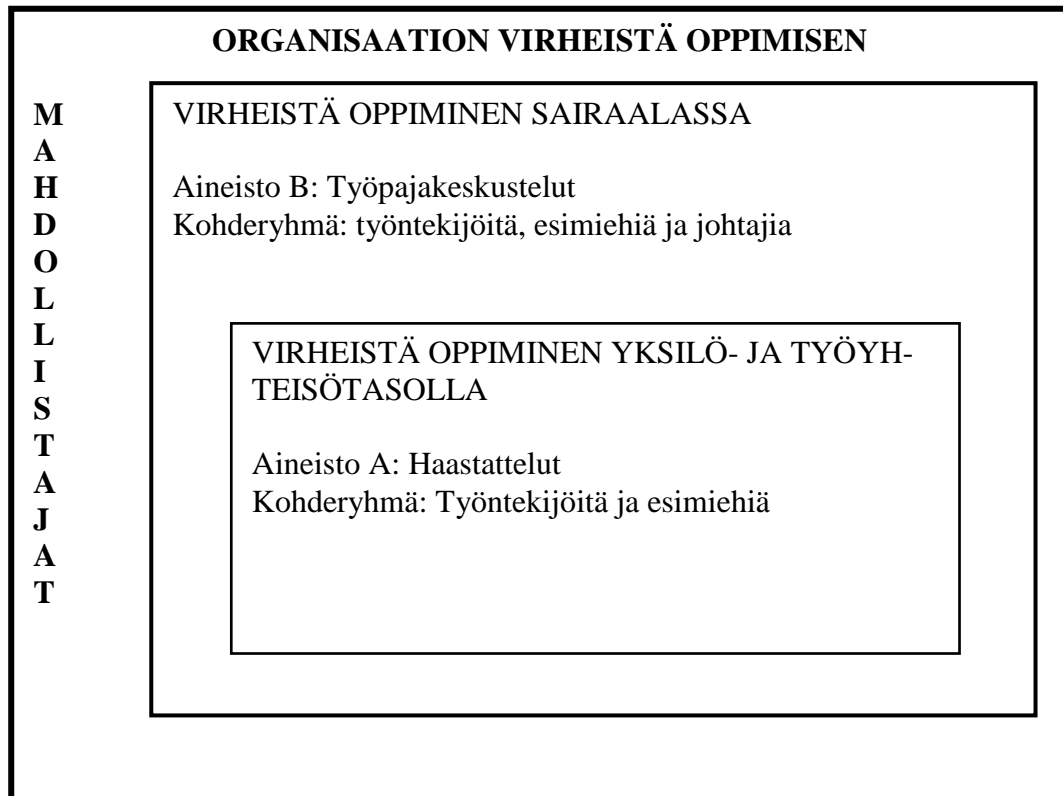 ORGANISAATION VIRHEISTÄ OPPIMISEN
M
A
H
D
O
L
L
I
S
T
A
J
A
T
VIRHEISTÄ OPPIMINEN SAIRAALASSA
Aineisto B: Työpajakeskustelut
Kohderyhmä: työntekijöitä, esimiehiä ja johtajia
VIRHEISTÄ OPPIMINEN YKSILÖ- JA TYÖYH-
TEISÖTASOLLA
Aineisto A: Haastattelut
Kohderyhmä: Työntekijöitä ja esimiehiä